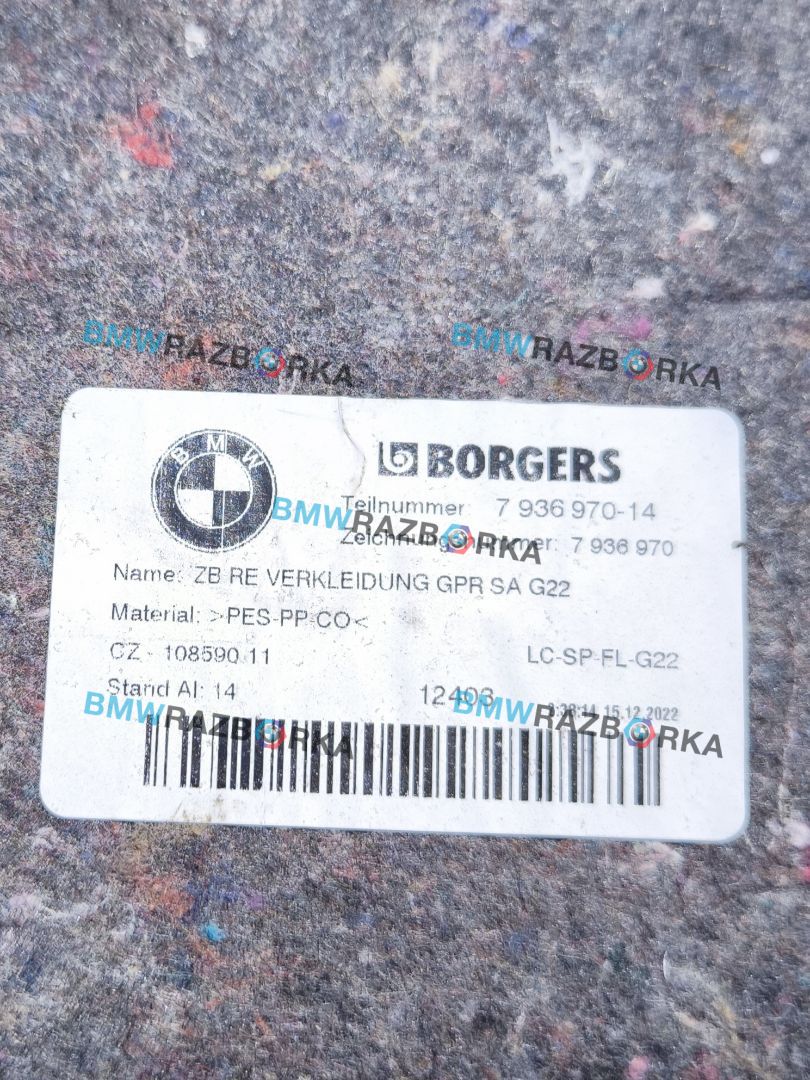 BMWRAZBORKA BMWRAZBORKA
BMW BORGERS
Teilnummer: 7 936 970-14
BMWRAZBORKA
Zeichnungsnummer: 7 936 970
Name: ZB RE VERKLEIDUNG GPR SA G22
Material: >PES-PP-CO<
CZ - 108590 11 LC-SP-FL-G22
Stand AI: 14 12403 15.12.2022
BMWRAZBORKA BMWRAZBORKA